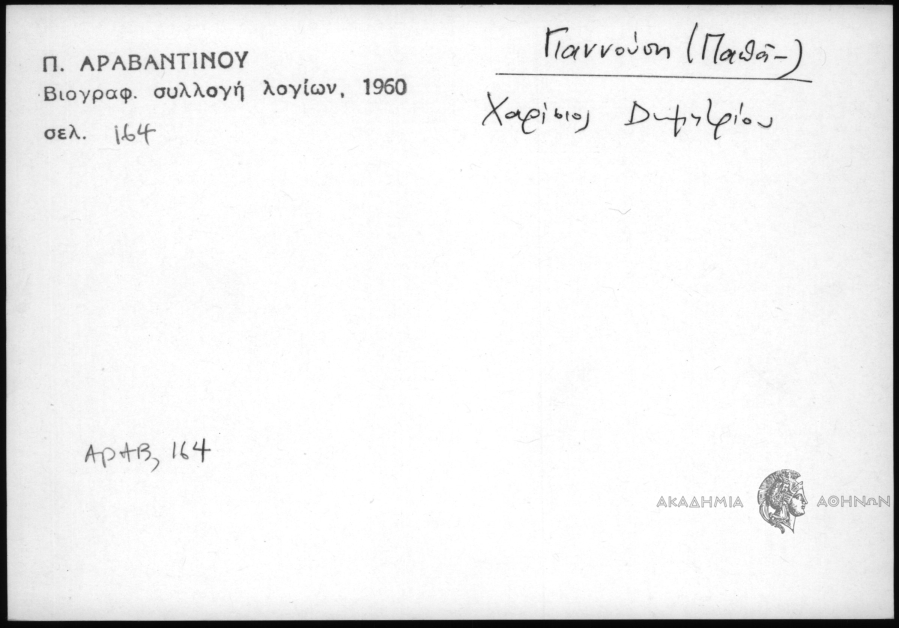 Π. ΑΡΑΒΑΝΤΙΝΟΥ
Βιογραφ. συλλογή λογίων, 1960
σελ. 164
Γιαννούση (Παπᾶ-)
Χαρίσιος Δημητρίου
ΑΡΑΒ, 164
ΑΚΑΔΗΜΙΑ ΑΘΗΝΩΝ